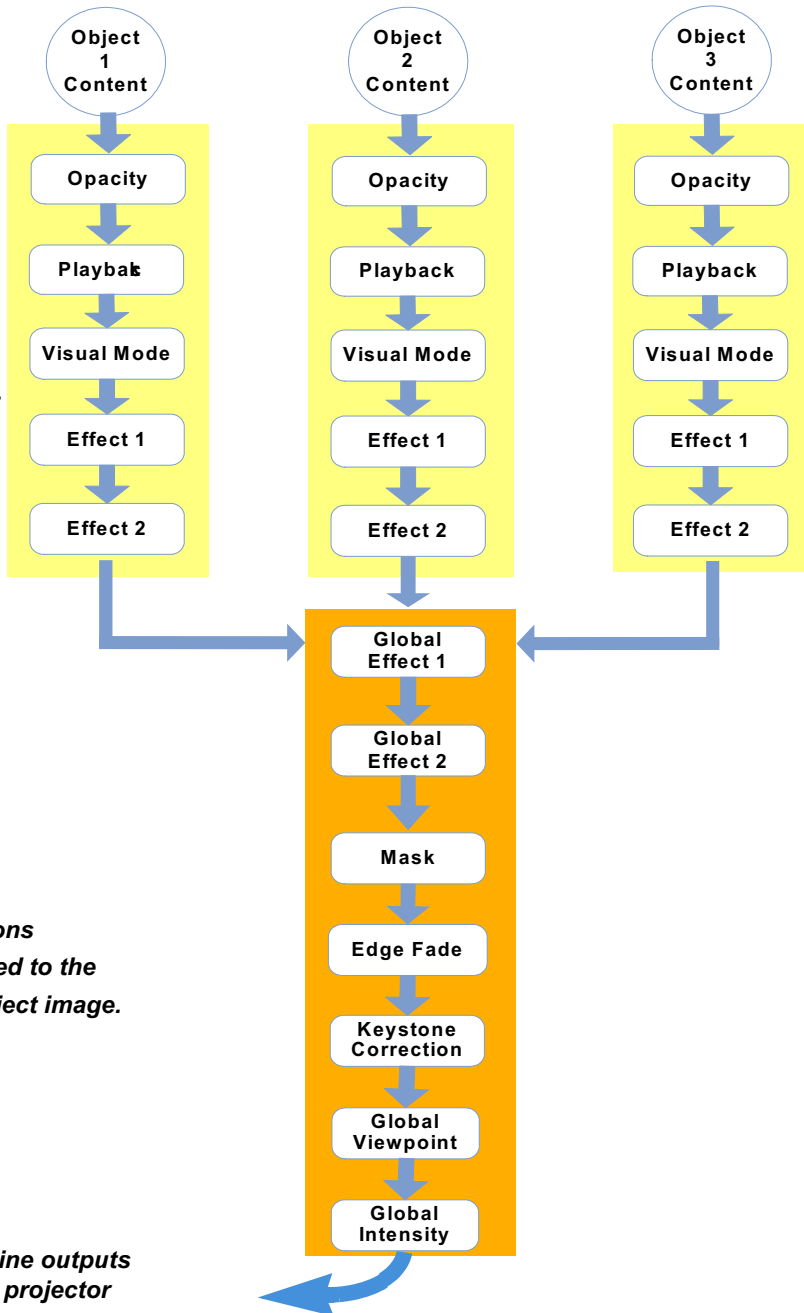 Object
1
Content
Opacity
Playback
Visual Mode
Effect 1
Effect 2
Object
2
Content
Opacity
Playback
Visual Mode
Effect 1
Effect 2
Object
3
Content
Opacity
Playback
Visual Mode
Effect 1
Effect 2
Global
Effect 1
Global
Effect 2
Mask
Edge Fade
Keystone
Correction
Global
Viewpoint
Global
Intensity
ons
ed to the
ject image.
ine outputs
projector